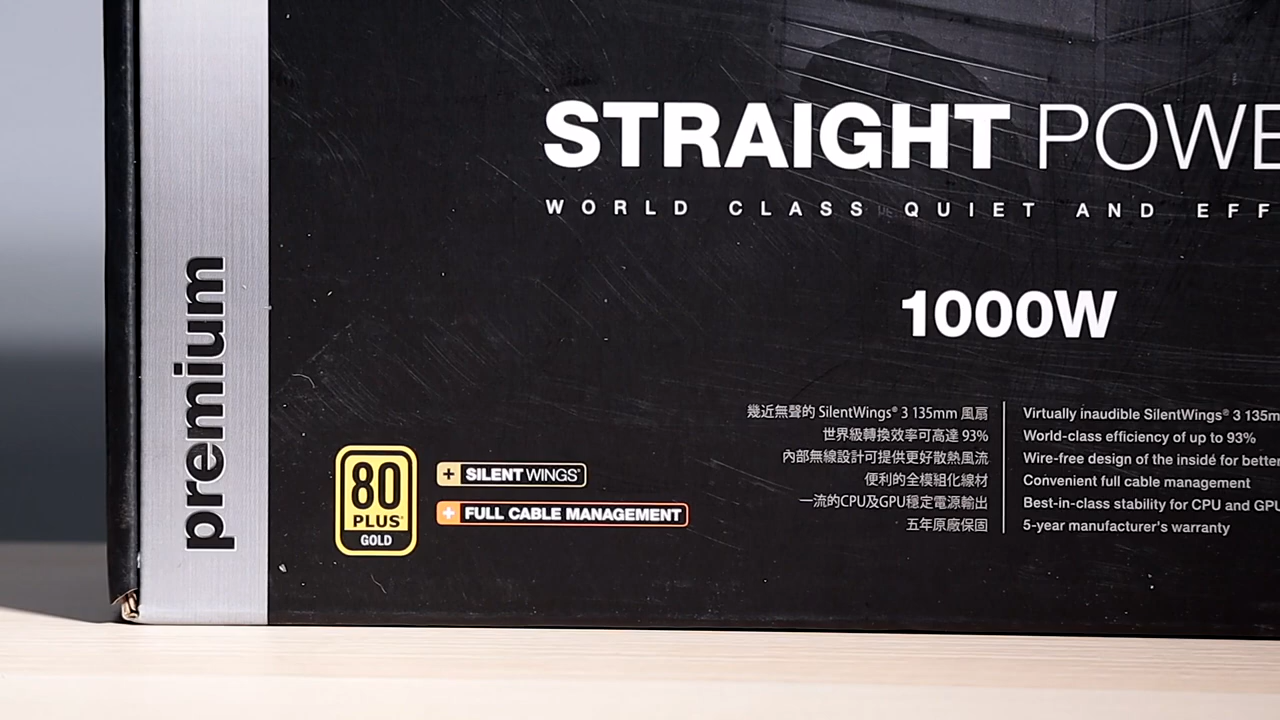 STRAIGHT POWE
WORLD CLASS QUIET AND EFF
1000W
premium
80
PLUS
GOLD
+ SILENT WINGS®
+ FULL CABLE MANAGEMENT
幾近無聲的 SilentWings® 3 135mm 風扇
世界級轉換效率可高達 93%
內部無線設計可提供更好散熱風流
便利的全模組化線材
一流的CPU及GPU穩定電源輸出
五年原廠保固
Virtually inaudible SilentWings® 3 135m
World-class efficiency of up to 93%
Wire-free design of the inside for better
Convenient full cable management
Best-in-class stability for CPU and GPU
5-year manufacturer's warranty